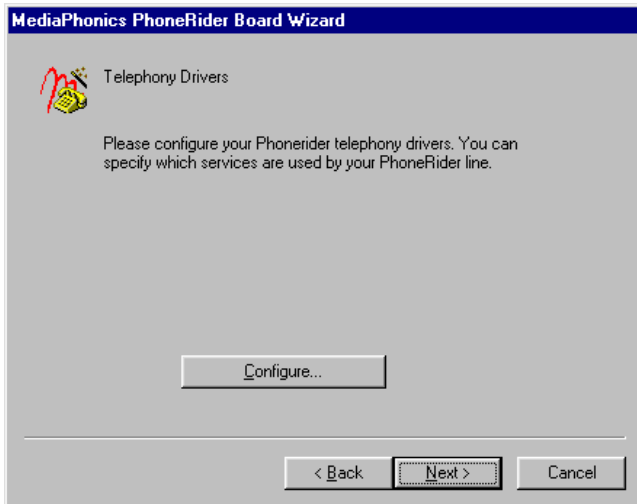 MediaPhonics PhoneRider Board Wizard
Telephony Drivers
Please configure your Phonerider telephony drivers. You can
specify which services are used by your PhoneRider line.
Configure...
< Back
Next >
Cancel